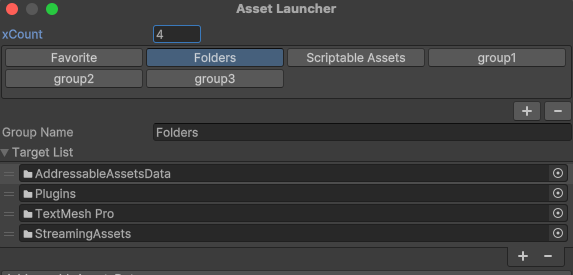 Asset Launcher
xCount 4
Favorite Folders Scriptable Assets group1
group2 group3
+ −
Group Name Folders
Target List
AddressableAssetsData
Plugins
TextMesh Pro
StreamingAssets
+ −